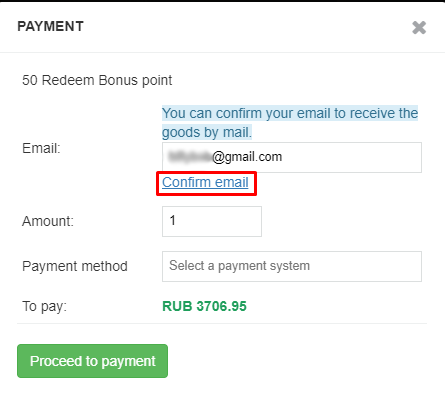 PAYMENT
50 Redeem Bonus point
You can confirm your email to receive the
goods by mail.
Email:
@gmail.com
Confirm email
Amount:
1
Payment method
Select a payment system
To pay:
RUB 3706.95
Proceed to payment